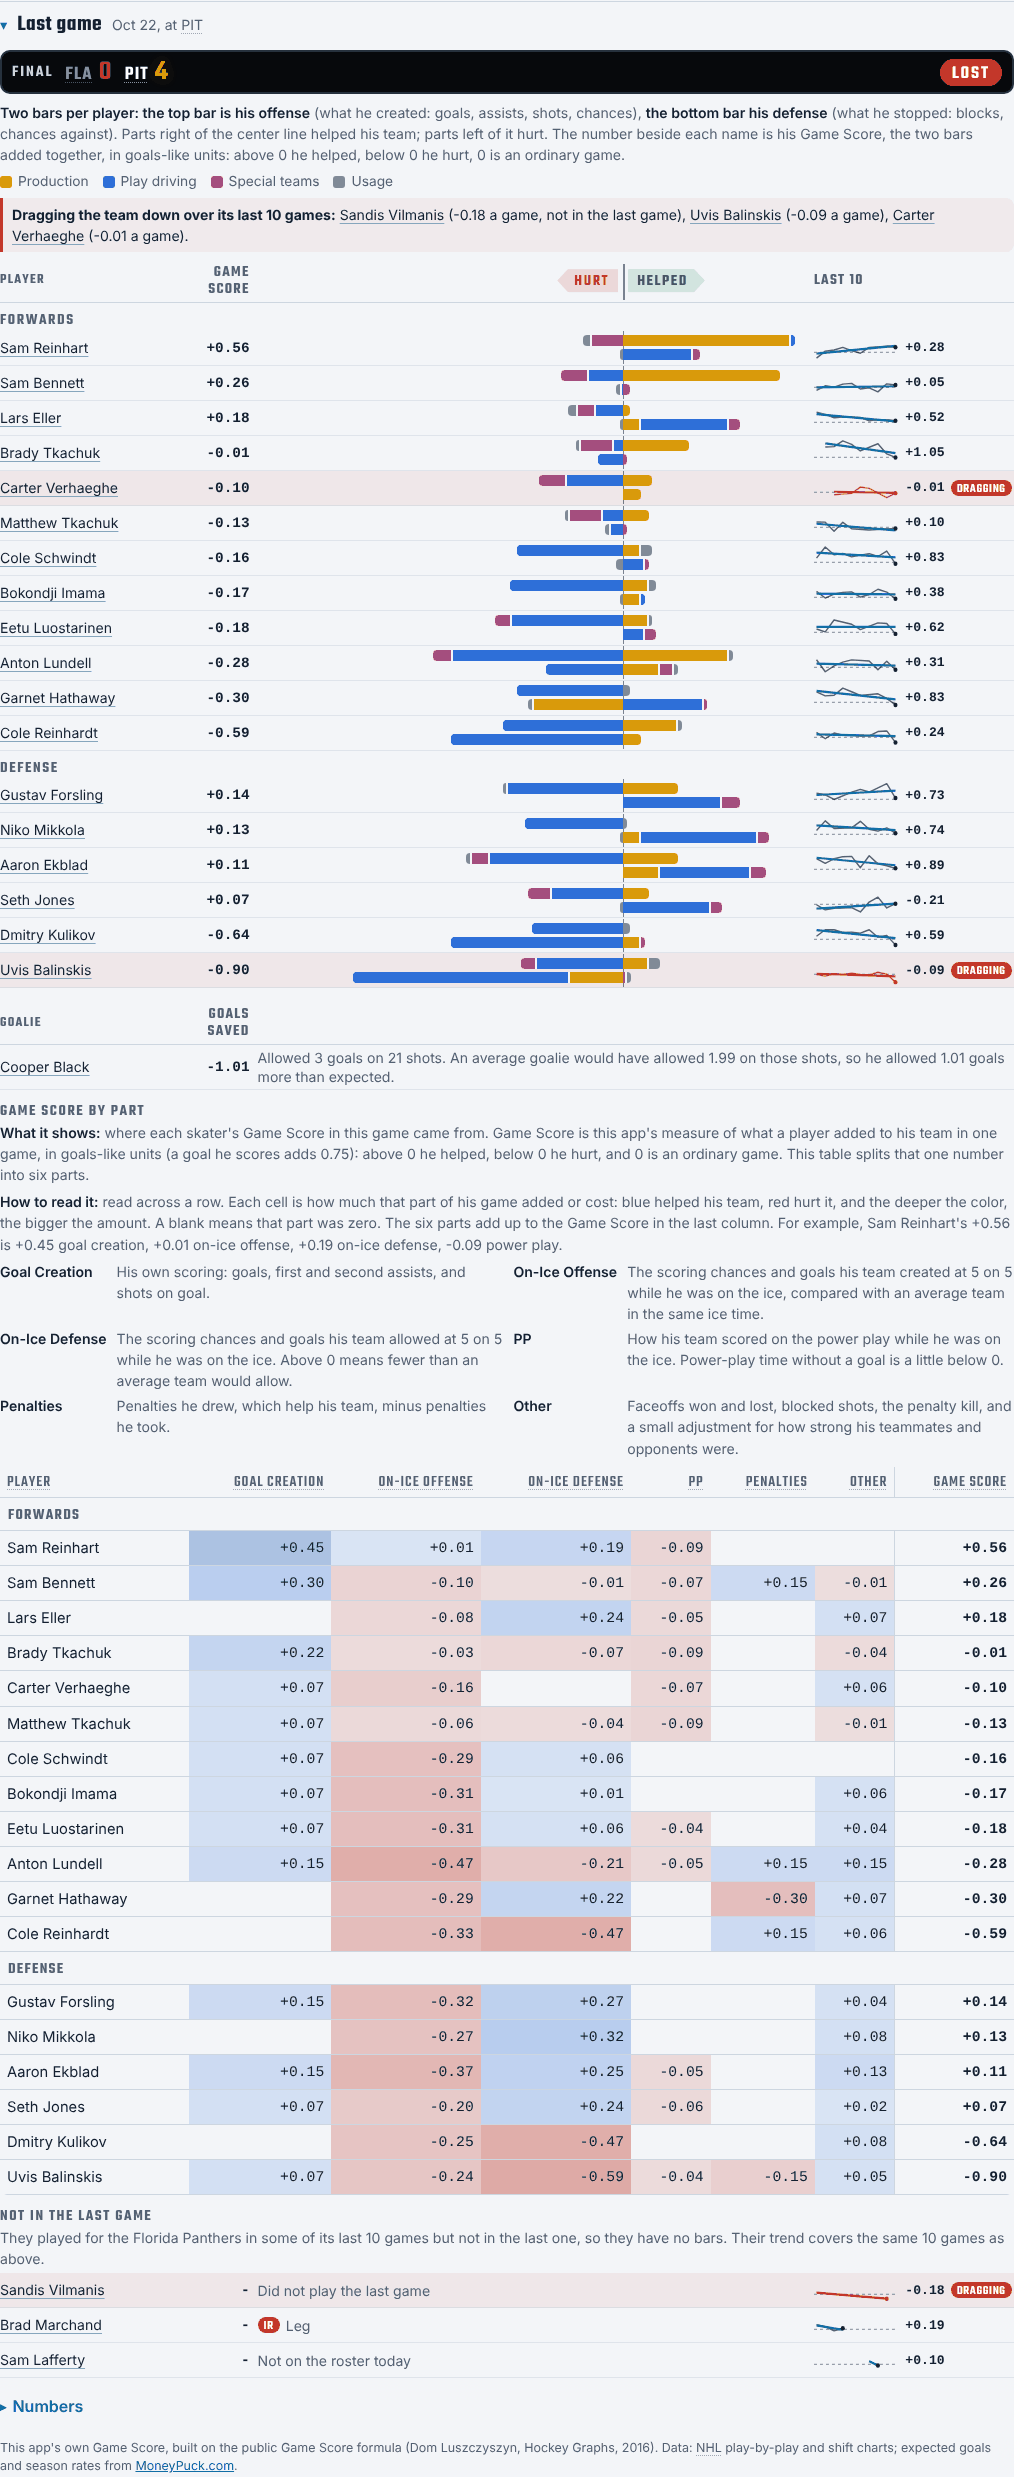 ▾ Last game Oct 22, at PIT
FINAL FLA 0 PIT 4 LOST
Two bars per player: the top bar is his offense (what he created: goals, assists, shots, chances), the bottom bar his defense (what he stopped: blocks,
chances against). Parts right of the center line helped his team; parts left of it hurt. The number beside each name is his Game Score, the two bars
added together, in goals-like units: above 0 he helped, below 0 he hurt, 0 is an ordinary game.
Production Play driving Special teams Usage
Dragging the team down over its last 10 games: Sandis Vilmanis (-0.18 a game, not in the last game), Uvis Balinskis (-0.09 a game), Carter
Verhaeghe (-0.01 a game).
PLAYER GAME SCORE HURT HELPED LAST 10
FORWARDS
Sam Reinhart +0.56 +0.28
Sam Bennett +0.26 +0.05
Lars Eller +0.18 +0.52
Brady Tkachuk -0.01 +1.05
Carter Verhaeghe -0.10 -0.01 DRAGGING
Matthew Tkachuk -0.13 +0.10
Cole Schwindt -0.16 +0.83
Bokondji Imama -0.17 +0.38
Eetu Luostarinen -0.18 +0.62
Anton Lundell -0.28 +0.31
Garnet Hathaway -0.30 +0.83
Cole Reinhardt -0.59 +0.24
DEFENSE
Gustav Forsling +0.14 +0.73
Niko Mikkola +0.13 +0.74
Aaron Ekblad +0.11 +0.89
Seth Jones +0.07 -0.21
Dmitry Kulikov -0.64 +0.59
Uvis Balinskis -0.90 -0.09 DRAGGING
GOALIE GOALS SAVED
Cooper Black -1.01 Allowed 3 goals on 21 shots. An average goalie would have allowed 1.99 on those shots, so he allowed 1.01 goals
more than expected.
GAME SCORE BY PART
What it shows: where each skater's Game Score in this game came from. Game Score is this app's measure of what a player added to his team in one
game, in goals-like units (a goal he scores adds 0.75): above 0 he helped, below 0 he hurt, and 0 is an ordinary game. This table splits that one number
into six parts.
How to read it: read across a row. Each cell is how much that part of his game added or cost: blue helped his team, red hurt it, and the deeper the color,
the bigger the amount. A blank means that part was zero. The six parts add up to the Game Score in the last column. For example, Sam Reinhart's +0.56
is +0.45 goal creation, +0.01 on-ice offense, +0.19 on-ice defense, -0.09 power play.
Goal Creation His own scoring: goals, first and second assists, and
shots on goal.
On-Ice Offense The scoring chances and goals his team created at 5 on 5
while he was on the ice, compared with an average team
in the same ice time.
On-Ice Defense The scoring chances and goals his team allowed at 5 on 5
while he was on the ice. Above 0 means fewer than an
average team would allow.
PP How his team scored on the power play while he was on
the ice. Power-play time without a goal is a little below 0.
Penalties Penalties he drew, which help his team, minus penalties
he took.
Other Faceoffs won and lost, blocked shots, the penalty kill, and
a small adjustment for how strong his teammates and
opponents were.
PLAYER GOAL CREATION ON-ICE OFFENSE ON-ICE DEFENSE PP PENALTIES OTHER GAME SCORE
FORWARDS
Sam Reinhart +0.45 +0.01 +0.19 -0.09 +0.56
Sam Bennett +0.30 -0.10 -0.01 -0.07 +0.15 -0.01 +0.26
Lars Eller -0.08 +0.24 -0.05 +0.07 +0.18
Brady Tkachuk +0.22 -0.03 -0.07 -0.09 -0.04 -0.01
Carter Verhaeghe +0.07 -0.16 -0.07 +0.06 -0.10
Matthew Tkachuk +0.07 -0.06 -0.04 -0.09 -0.01 -0.13
Cole Schwindt +0.07 -0.29 +0.06 -0.16
Bokondji Imama +0.07 -0.31 +0.01 +0.06 -0.17
Eetu Luostarinen +0.07 -0.31 +0.06 -0.04 +0.04 -0.18
Anton Lundell +0.15 -0.47 -0.21 -0.05 +0.15 +0.15 -0.28
Garnet Hathaway -0.29 +0.22 -0.30 +0.07 -0.30
Cole Reinhardt -0.33 -0.47 +0.15 +0.06 -0.59
DEFENSE
Gustav Forsling +0.15 -0.32 +0.27 +0.04 +0.14
Niko Mikkola -0.27 +0.32 +0.08 +0.13
Aaron Ekblad +0.15 -0.37 +0.25 -0.05 +0.13 +0.11
Seth Jones +0.07 -0.20 +0.24 -0.06 +0.02 +0.07
Dmitry Kulikov -0.25 -0.47 +0.08 -0.64
Uvis Balinskis +0.07 -0.24 -0.59 -0.04 -0.15 +0.05 -0.90
NOT IN THE LAST GAME
They played for the Florida Panthers in some of its last 10 games but not in the last one, so they have no bars. Their trend covers the same 10 games as
above.
Sandis Vilmanis - Did not play the last game -0.18 DRAGGING
Brad Marchand - IR Leg +0.19
Sam Lafferty - Not on the roster today +0.10
▸ Numbers
This app's own Game Score, built on the public Game Score formula (Dom Luszczyszyn, Hockey Graphs, 2016). Data: NHL play-by-play and shift charts; expected goals
and season rates from MoneyPuck.com.